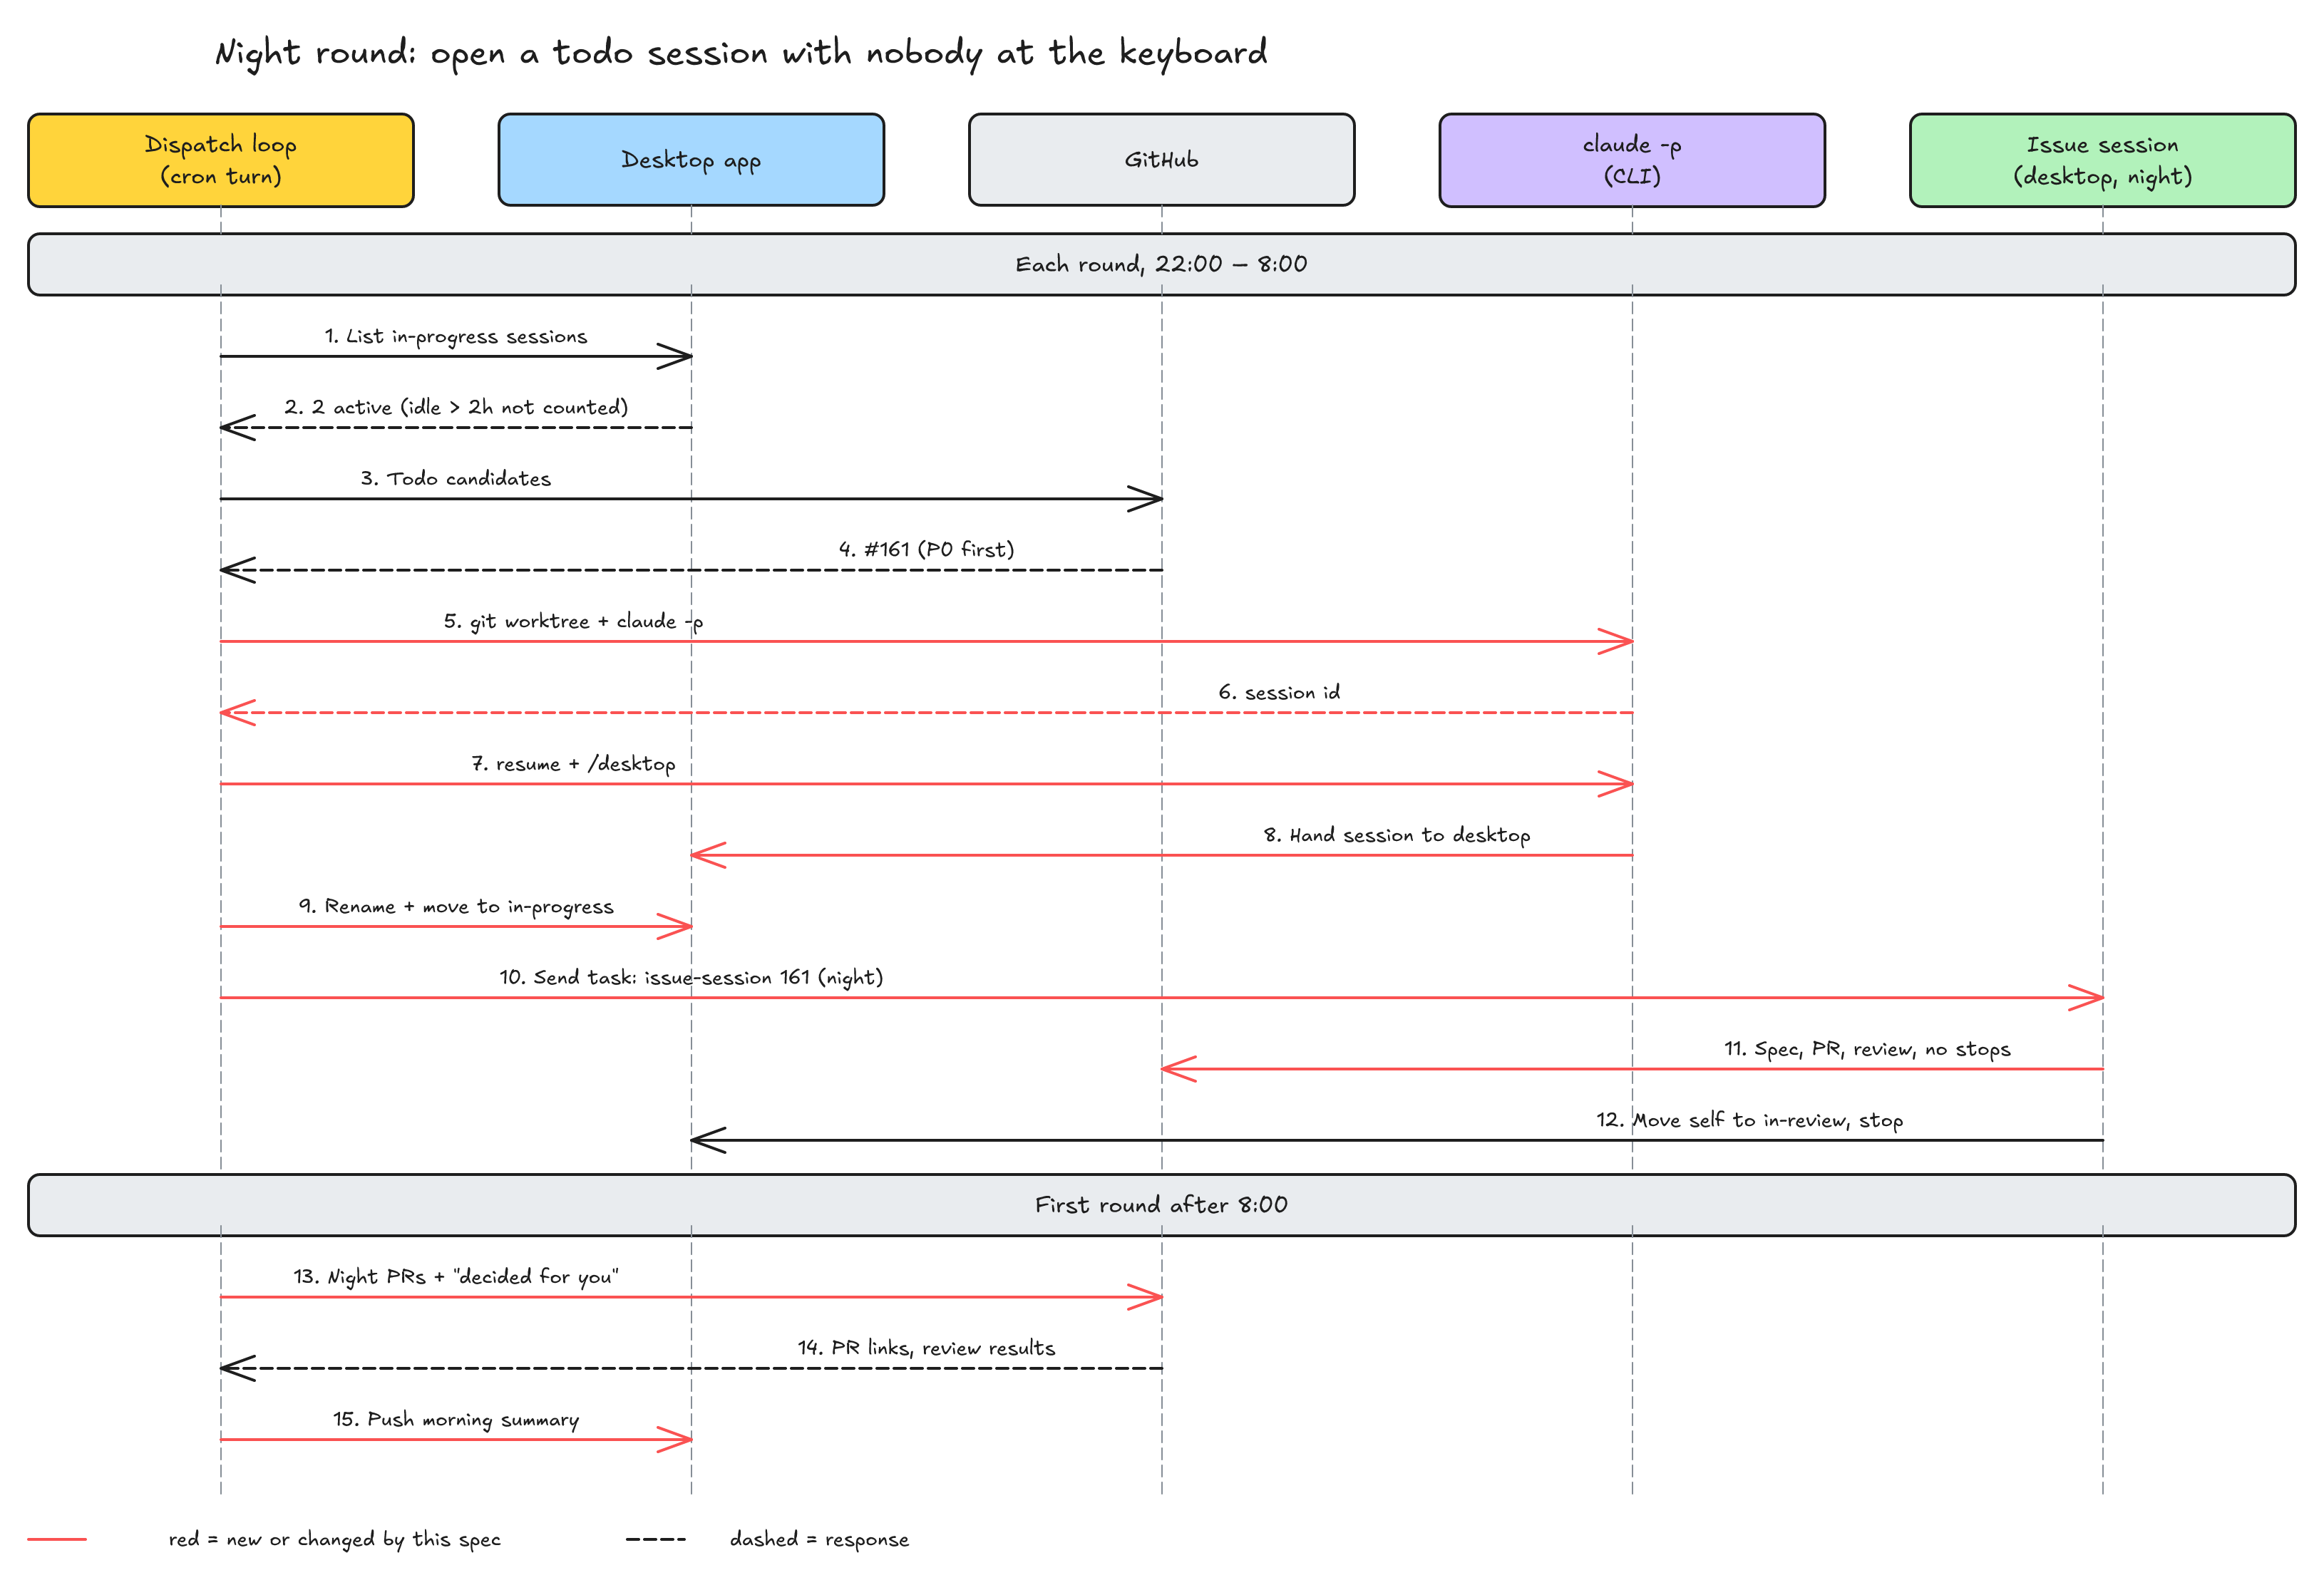 Night round: open a todo session with nobody at the keyboard
Dispatch loop
(cron turn)
Desktop app
GitHub
claude -p
(CLI)
Issue session
(desktop, night)
Each round, 22:00 – 8:00
1. List in-progress sessions
2. 2 active (idle > 2h not counted)
3. Todo candidates
4. #161 (P0 first)
5. git worktree + claude -p
6. session id
7. resume + /desktop
8. Hand session to desktop
9. Rename + move to in-progress
10. Send task: issue-session 161 (night)
11. Spec, PR, review, no stops
12. Move self to in-review, stop
First round after 8:00
13. Night PRs + "decided for you"
14. PR links, review results
15. Push morning summary
red = new or changed by this spec
dashed = response